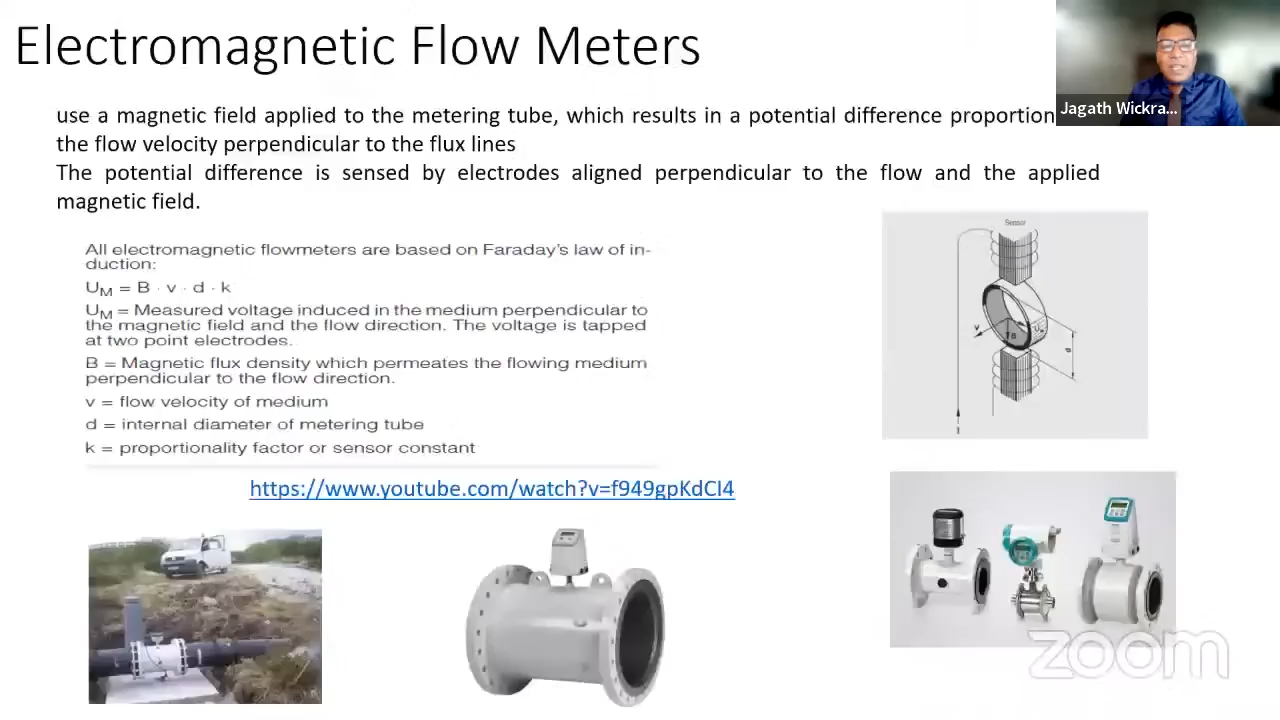 Electromagnetic Flow Meters
Jagath Wickra...
use a magnetic field applied to the metering tube, which results in a potential difference proportion
the flow velocity perpendicular to the flux lines
The potential difference is sensed by electrodes aligned perpendicular to the flow and the applied
magnetic field.
All electromagnetic flowmeters are based on Faraday's law of in-
duction:
U_M = B · v · d · k
U_M = Measured voltage induced in the medium perpendicular to
the magnetic field and the flow direction. The voltage is tapped
at two point electrodes.
B = Magnetic flux density which permeates the flowing medium
perpendicular to the flow direction.
v = flow velocity of medium
d = internal diameter of metering tube
k = proportionality factor or sensor constant
Sensor
v
B
U_M
d
I
https://www.youtube.com/watch?v=f949gpKdCI4
zoom